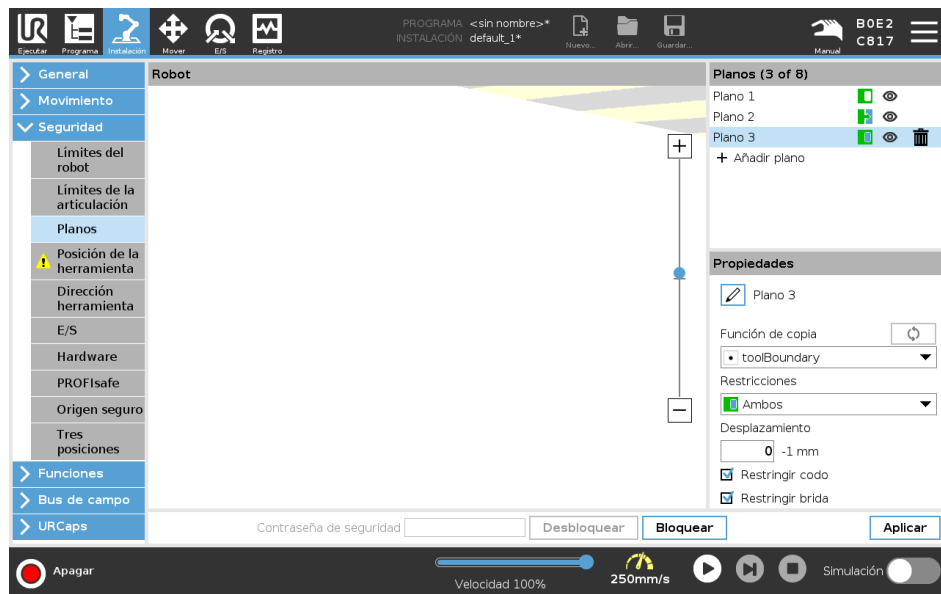 PROGRAMA <sin nombre>*
INSTALACIÓN default_1*
Ejecutar
Programa
Instalación
Mover
E/S
Registro
Nuevo...
Abrir...
Guardar...
Manual
B0E2
C817
General
Movimiento
Seguridad
Límites del
robot
Límites de la
articulación
Planos
Posición de la
herramienta
Dirección
herramienta
E/S
Hardware
PROFIsafe
Origen seguro
Tres
posiciones
Funciones
Bus de campo
URCaps
Robot
Planos (3 of 8)
Plano 1
Plano 2
Plano 3
+ Añadir plano
Propiedades
Plano 3
Función de copia
toolBoundary
Restricciones
Ambos
Desplazamiento
0 -1 mm
Restringir codo
Restringir brida
Contraseña de seguridad
Desbloquear
Bloquear
Aplicar
Apagar
Velocidad 100%
250mm/s
Simulación